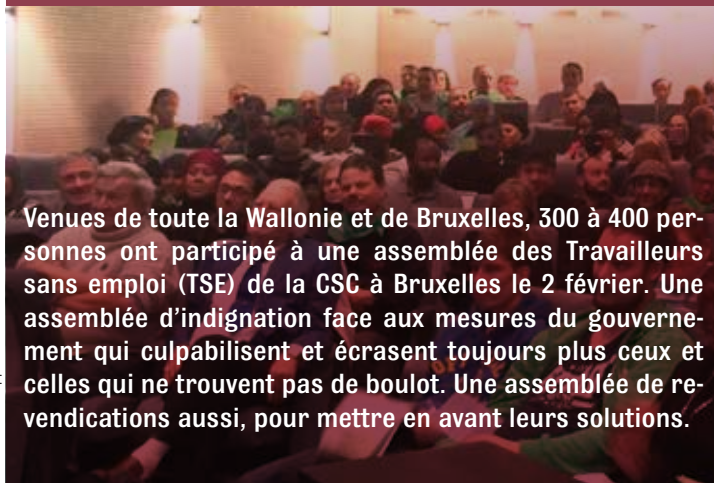 Venues de toute la Wallonie et de Bruxelles, 300 à 400 per-
sonnes ont participé à une assemblée des Travailleurs
sans emploi (TSE) de la CSC à Bruxelles le 2 février. Une
assemblée d'indignation face aux mesures du gouverne-
ment qui culpabilisent et écrasent toujours plus ceux et
celles qui ne trouvent pas de boulot. Une assemblée de re-
vendications aussi, pour mettre en avant leurs solutions.